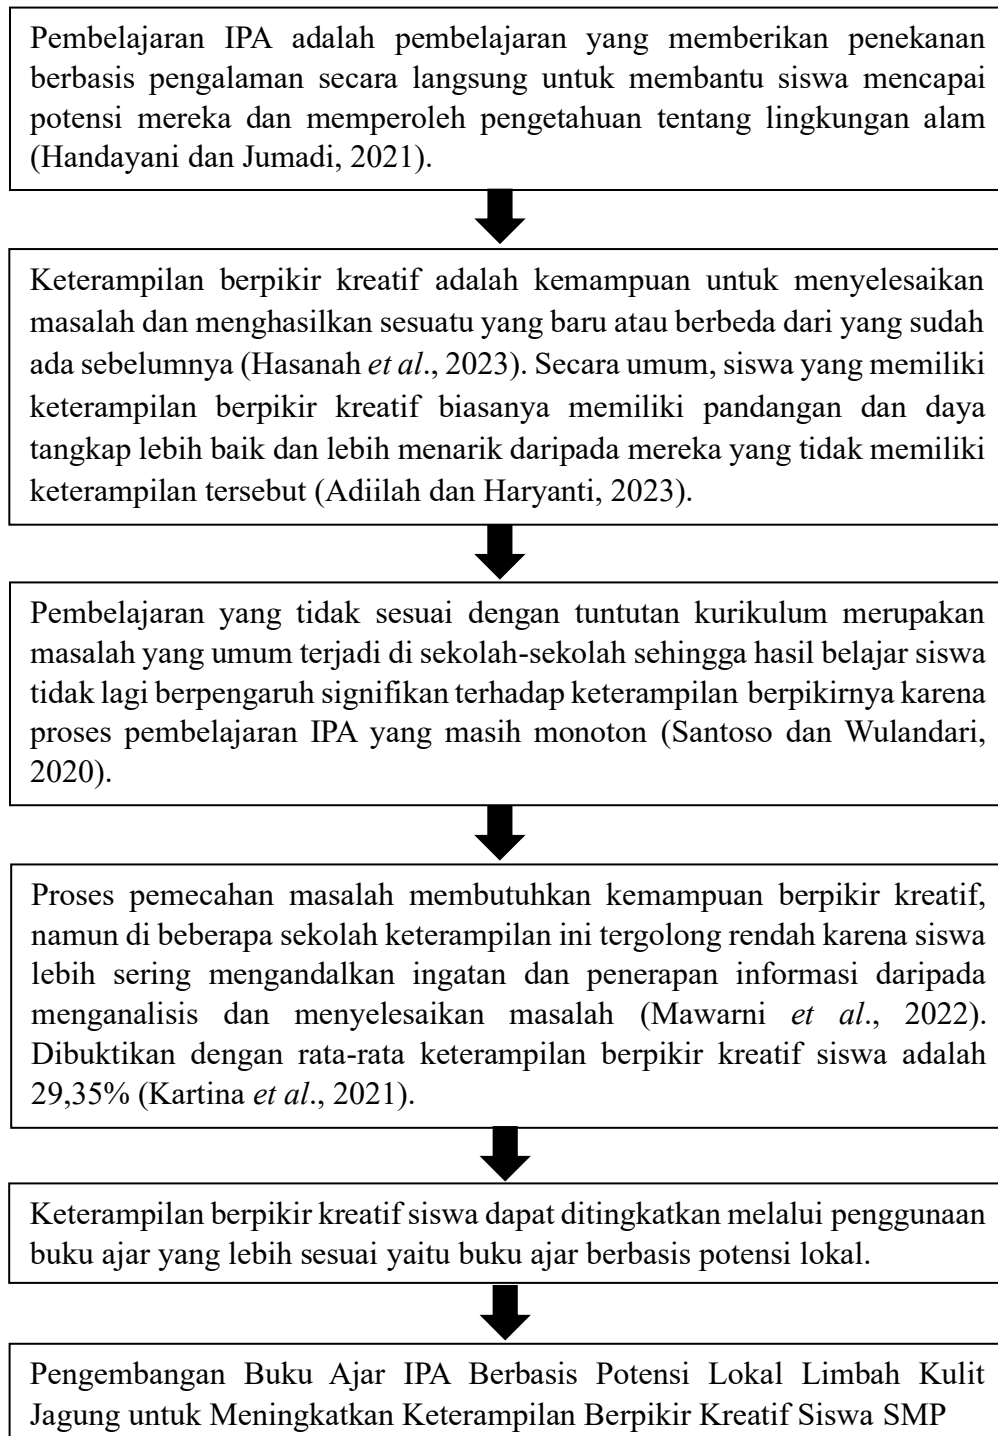 Pembelajaran IPA adalah pembelajaran yang memberikan penekanan
berbasis pengalaman secara langsung untuk membantu siswa mencapai
potensi mereka dan memperoleh pengetahuan tentang lingkungan alam
(Handayani dan Jumadi, 2021).
Keterampilan berpikir kreatif adalah kemampuan untuk menyelesaikan
masalah dan menghasilkan sesuatu yang baru atau berbeda dari yang sudah
ada sebelumnya (Hasanah et al., 2023). Secara umum, siswa yang memiliki
keterampilan berpikir kreatif biasanya memiliki pandangan dan daya
tangkap lebih baik dan lebih menarik daripada mereka yang tidak memiliki
keterampilan tersebut (Adiilah dan Haryanti, 2023).
Pembelajaran yang tidak sesuai dengan tuntutan kurikulum merupakan
masalah yang umum terjadi di sekolah-sekolah sehingga hasil belajar siswa
tidak lagi berpengaruh signifikan terhadap keterampilan berpikirnya karena
proses pembelajaran IPA yang masih monoton (Santoso dan Wulandari,
2020).
Proses pemecahan masalah membutuhkan kemampuan berpikir kreatif,
namun di beberapa sekolah keterampilan ini tergolong rendah karena siswa
lebih sering mengandalkan ingatan dan penerapan informasi daripada
menganalisis dan menyelesaikan masalah (Mawarni et al., 2022).
Dibuktikan dengan rata-rata keterampilan berpikir kreatif siswa adalah
29,35% (Kartina et al., 2021).
Keterampilan berpikir kreatif siswa dapat ditingkatkan melalui penggunaan
buku ajar yang lebih sesuai yaitu buku ajar berbasis potensi lokal.
Pengembangan Buku Ajar IPA Berbasis Potensi Lokal Limbah Kulit
Jagung untuk Meningkatkan Keterampilan Berpikir Kreatif Siswa SMP